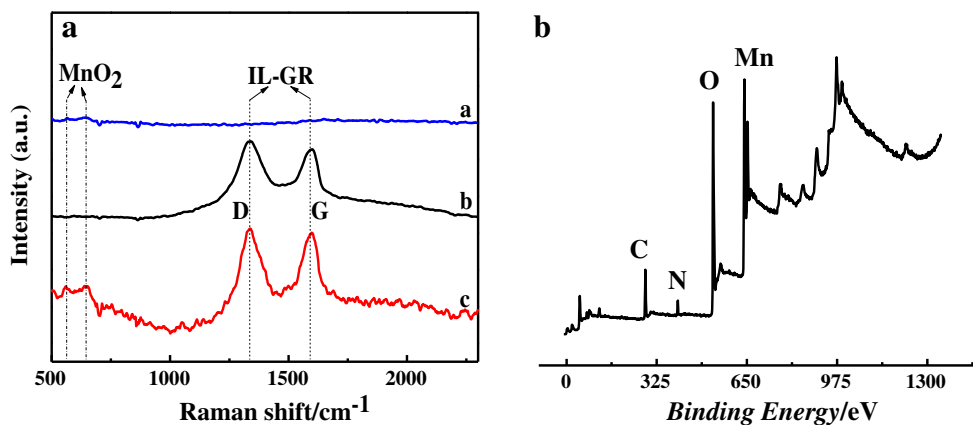 a
MnO2
IL-GR
a
b
D
G
c
Intensity (a.u.)
500
1000
1500
2000
Raman shift/cm-1
b
Mn
O
C
N
0
325
650
975
1300
Binding Energy/eV